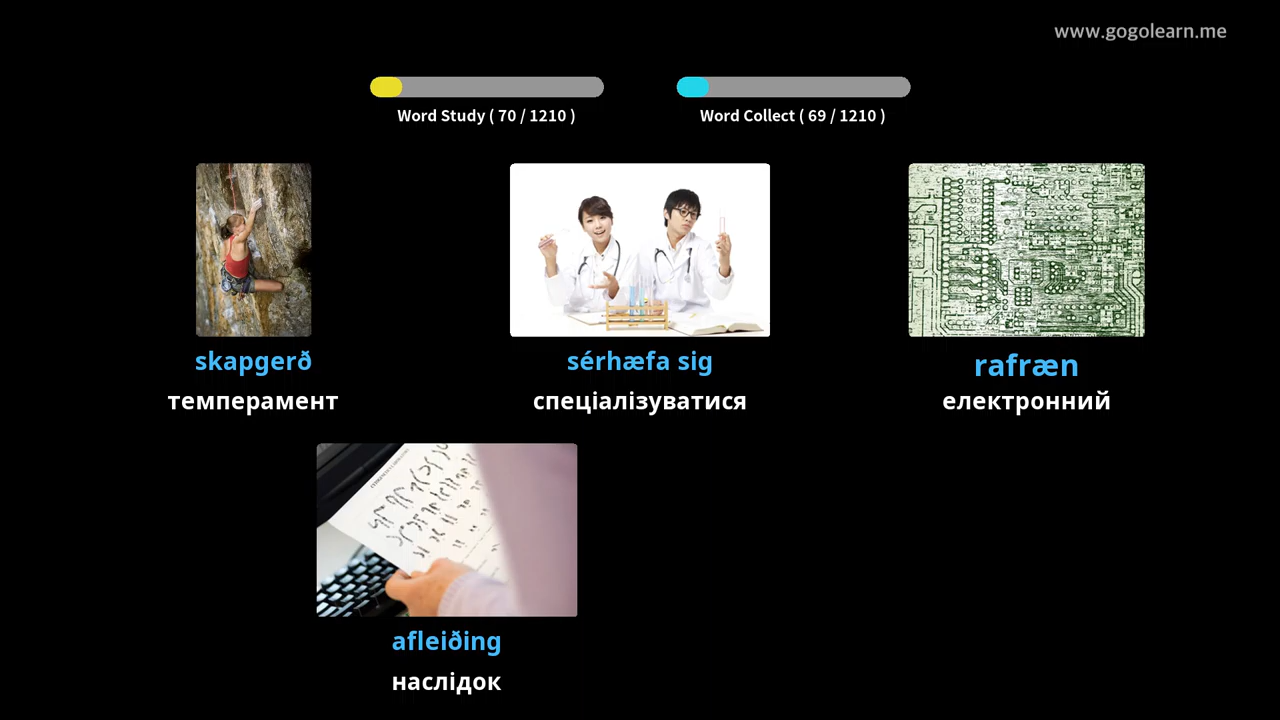 www.gogolearn.me
Word Study ( 70 / 1210 )
Word Collect ( 69 / 1210 )
skapgerð
sérhæfa sig
rafræn
темперамент
спеціалізуватися
електронний
afleiðing
наслідок